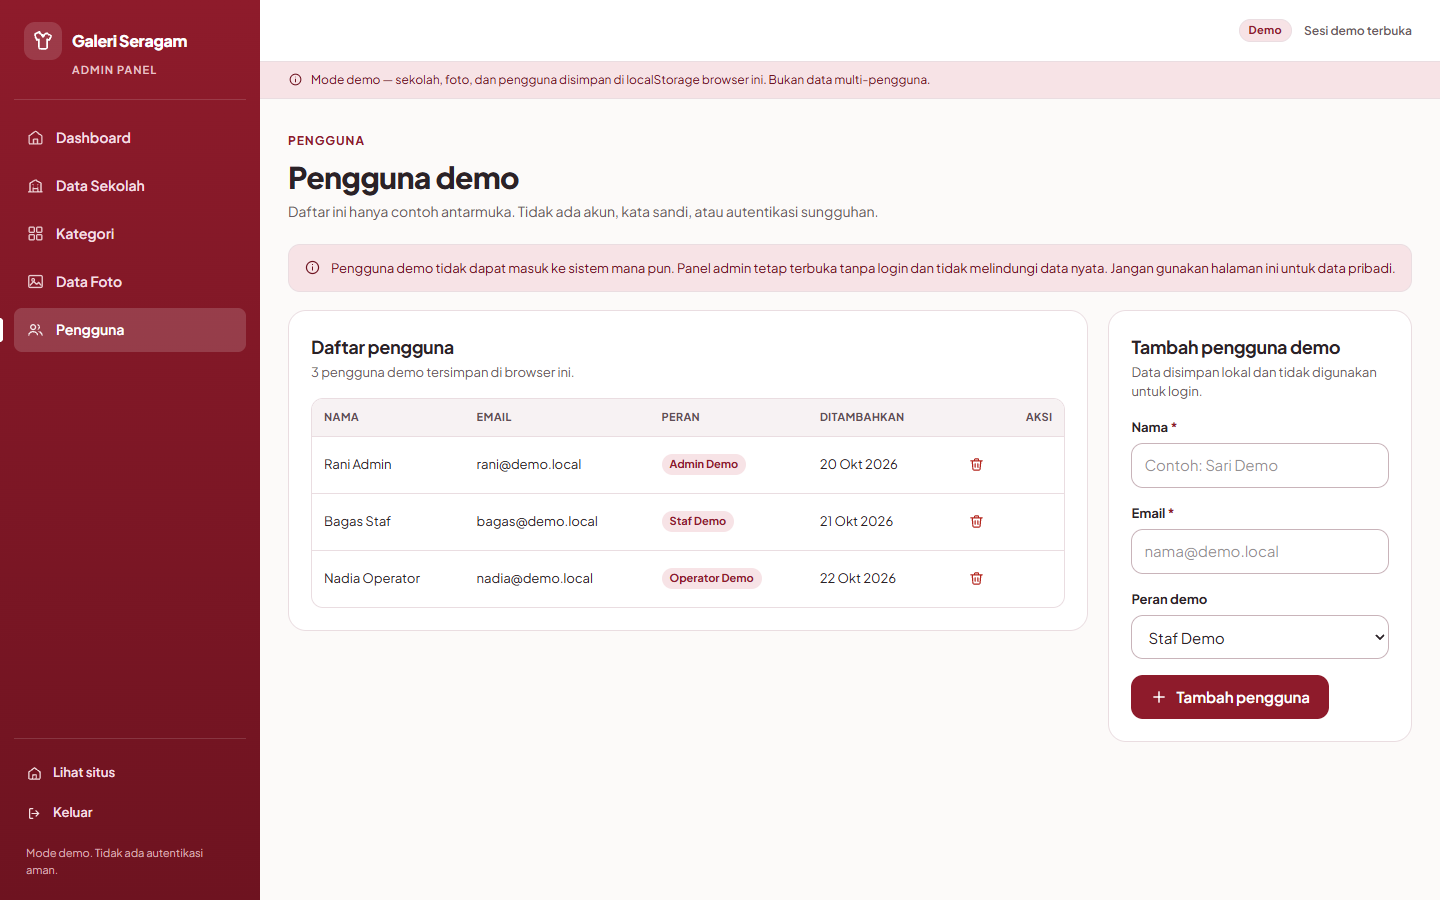 Galeri Seragam
ADMIN PANEL
Dashboard
Data Sekolah
Kategori
Data Foto
Pengguna
Lihat situs
Keluar
Mode demo. Tidak ada autentikasi
aman.
Demo
Sesi demo terbuka
Mode demo — sekolah, foto, dan pengguna disimpan di localStorage browser ini. Bukan data multi-pengguna.
PENGGUNA
Pengguna demo
Daftar ini hanya contoh antarmuka. Tidak ada akun, kata sandi, atau autentikasi sungguhan.
Pengguna demo tidak dapat masuk ke sistem mana pun. Panel admin tetap terbuka tanpa login dan tidak melindungi data nyata. Jangan gunakan halaman ini untuk data pribadi.
Daftar pengguna
3 pengguna demo tersimpan di browser ini.
NAMA EMAIL PERAN DITAMBAHKAN AKSI
Rani Admin rani@demo.local Admin Demo 20 Okt 2026
Bagas Staf bagas@demo.local Staf Demo 21 Okt 2026
Nadia Operator nadia@demo.local Operator Demo 22 Okt 2026
Tambah pengguna demo
Data disimpan lokal dan tidak digunakan
untuk login.
Nama *
Contoh: Sari Demo
Email *
nama@demo.local
Peran demo
Staf Demo
Tambah pengguna